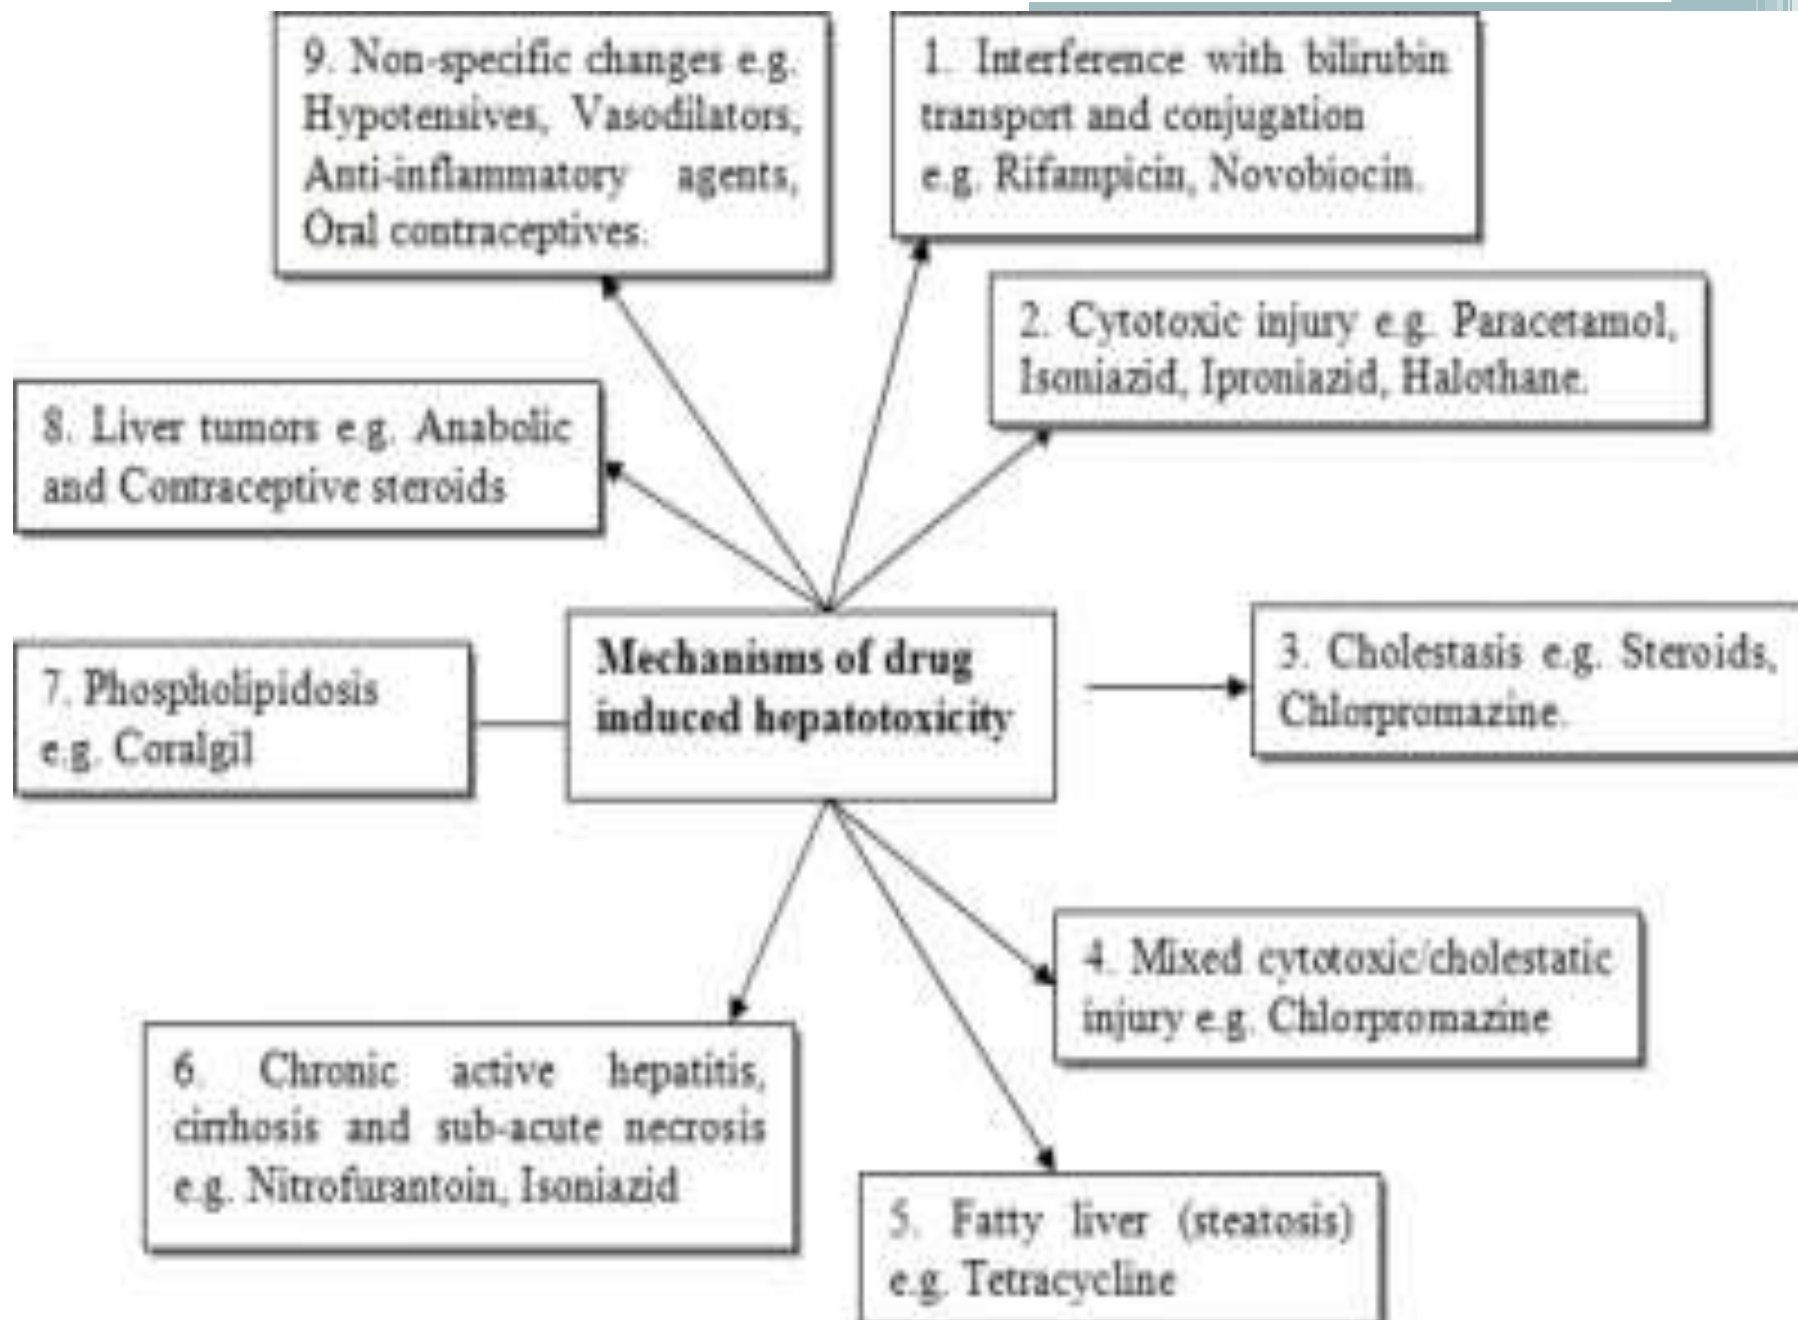 9. Non-specific changes e.g.
Hypotensives, Vasodilators,
Anti-inflammatory agents,
Oral contraceptives.
1. Interference with bilirubin
transport and conjugation
e.g. Rifampicin, Novobiocin.
2. Cytotoxic injury e.g. Paracetamol,
Isoniazid, Iproniazid, Halothane.
8. Liver tumors e.g. Anabolic
and Contraceptive steroids
Mechanisms of drug
induced hepatotoxicity
3. Cholestasis e.g. Steroids,
Chlorpromazine.
7. Phospholipidosis
e.g. Coralgil
4. Mixed cytotoxic/cholestatic
injury e.g. Chlorpromazine
6. Chronic active hepatitis,
cirrhosis and sub-acute necrosis
e.g. Nitrofurantoin, Isoniazid
5. Fatty liver (steatosis)
e.g. Tetracycline